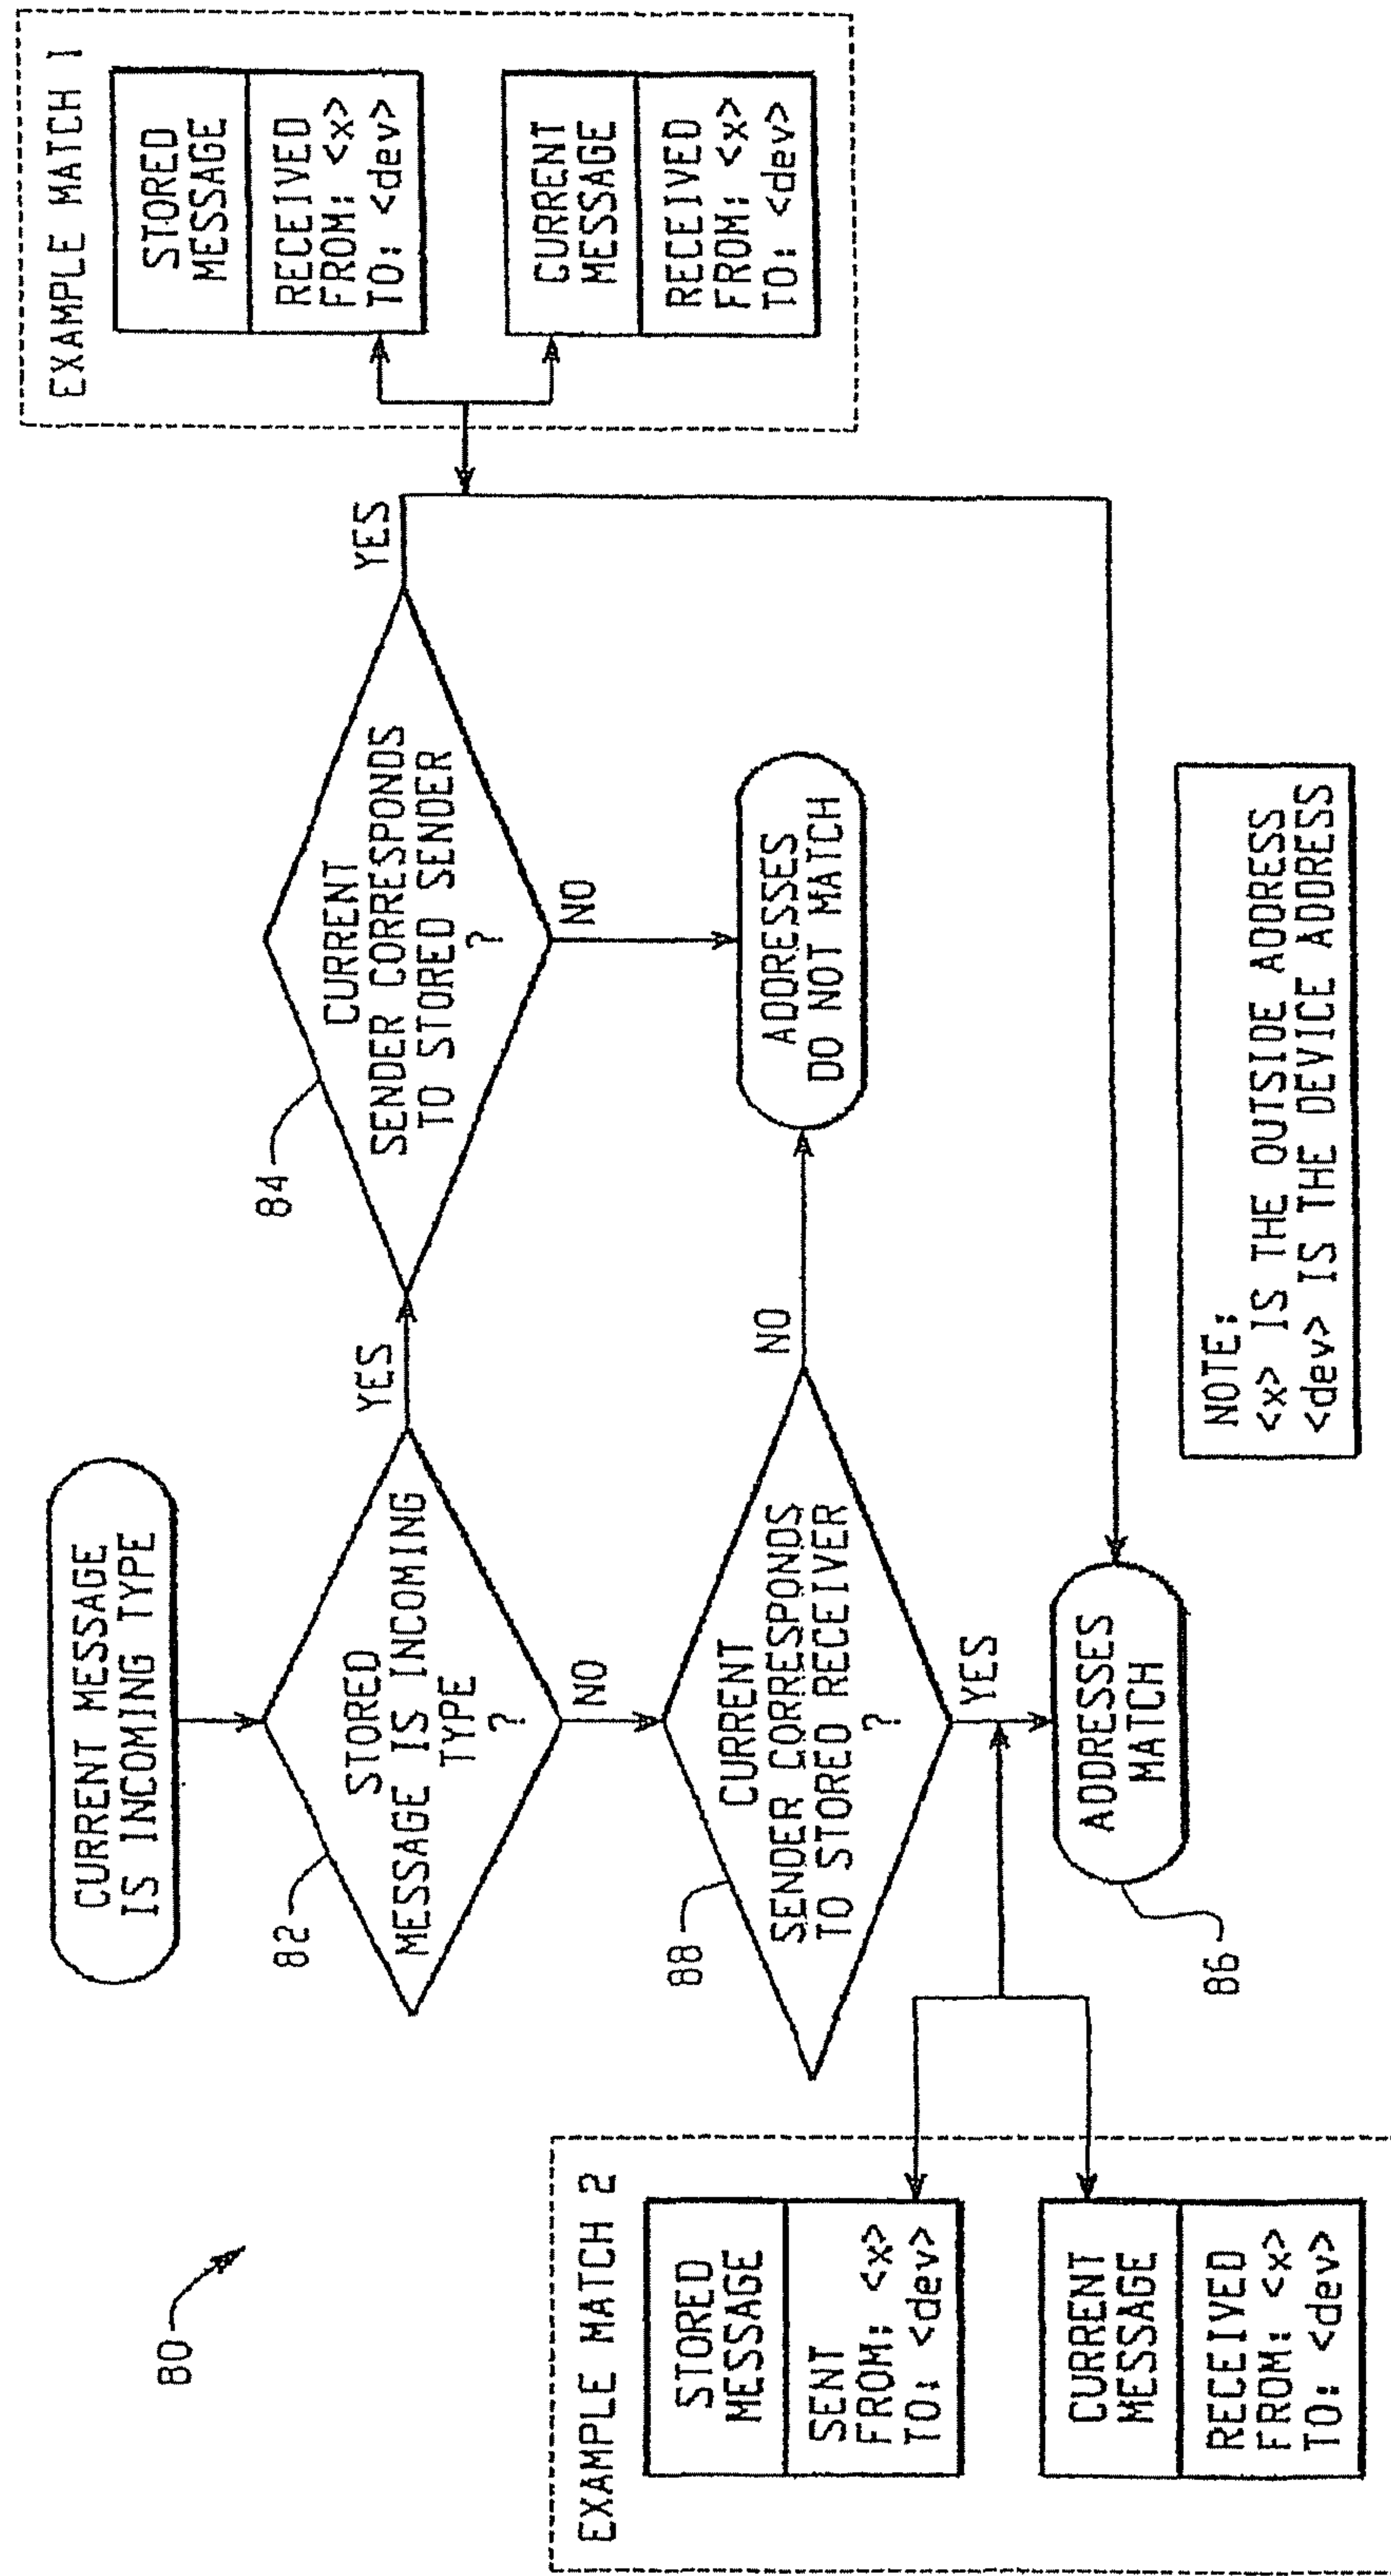 80
CURRENT MESSAGE
IS INCOMING TYPE
82
STORED
MESSAGE IS INCOMING
TYPE
?
YES
NO
84
CURRENT
SENDER CORRESPONDS
TO STORED SENDER
?
YES
NO
EXAMPLE MATCH 1
STORED
MESSAGE
RECEIVED
FROM: <x>
TO: <dev>
CURRENT
MESSAGE
RECEIVED
FROM: <x>
TO: <dev>
88
CURRENT
SENDER CORRESPONDS
TO STORED RECEIVER
?
NO
YES
ADDRESSES
DO NOT MATCH
EXAMPLE MATCH 2
STORED
MESSAGE
SENT
FROM: <x>
TO: <dev>
CURRENT
MESSAGE
RECEIVED
FROM: <x>
TO: <dev>
86
ADDRESSES
MATCH
NOTE:
<x> IS THE OUTSIDE ADDRESS
<dev> IS THE DEVICE ADDRESS